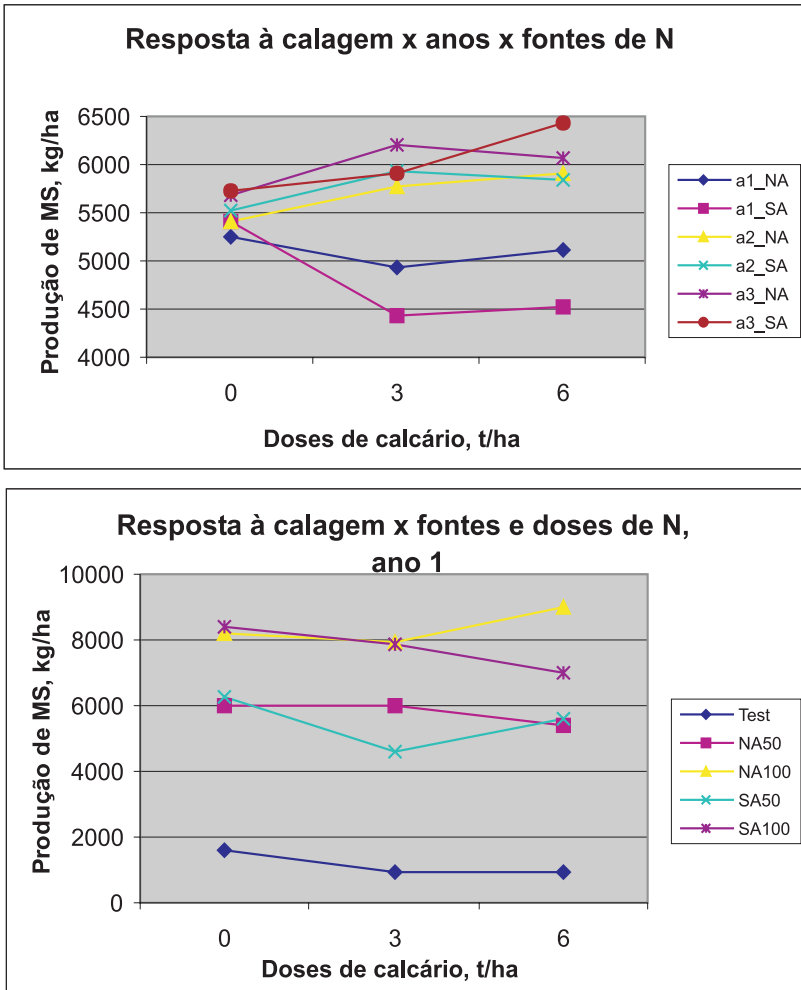 Resposta à calagem x anos x fontes de N
6500
6000
5500
5000
4500
4000
Produção de MS, kg/ha
0 3 6
Doses de calcário, t/ha
a1_NA
a1_SA
a2_NA
a2_SA
a3_NA
a3_SA
Resposta à calagem x fontes e doses de N,
ano 1
10000
8000
6000
4000
2000
0
Produção de MS, kg/ha
0 3 6
Doses de calcário, t/ha
Test
NA50
NA100
SA50
SA100